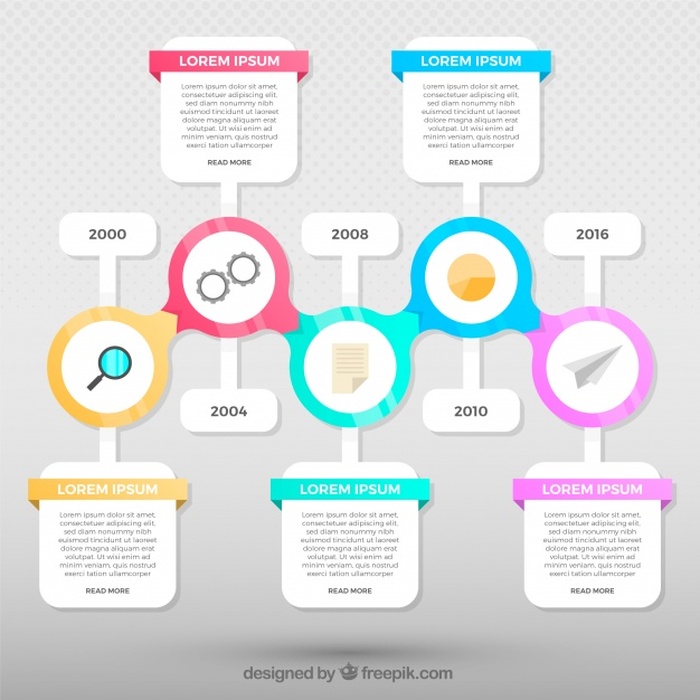 LOREM IPSUM
Lorem ipsum dolor sit amet,
consectetuer adipiscing elit,
sed diam nonummy nibh
euismod tincidunt ut laoreet
dolore magna aliquam erat
volutpat. Ut wisi enim ad
minim veniam, quis nostrud
exerci tation ullamcorper
READ MORE
LOREM IPSUM
Lorem ipsum dolor sit amet,
consectetuer adipiscing elit,
sed diam nonummy nibh
euismod tincidunt ut laoreet
dolore magna aliquam erat
volutpat. Ut wisi enim ad
minim veniam, quis nostrud
exerci tation ullamcorper
READ MORE
2000
2008
2016
2004
2010
LOREM IPSUM
Lorem ipsum dolor sit amet,
consectetuer adipiscing elit,
sed diam nonummy nibh
euismod tincidunt ut laoreet
dolore magna aliquam erat
volutpat. Ut wisi enim ad
minim veniam, quis nostrud
exerci tation ullamcorper
READ MORE
LOREM IPSUM
Lorem ipsum dolor sit amet,
consectetuer adipiscing elit,
sed diam nonummy nibh
euismod tincidunt ut laoreet
dolore magna aliquam erat
volutpat. Ut wisi enim ad
minim veniam, quis nostrud
exerci tation ullamcorper
READ MORE
LOREM IPSUM
Lorem ipsum dolor sit amet,
consectetuer adipiscing elit,
sed diam nonummy nibh
euismod tincidunt ut laoreet
dolore magna aliquam erat
volutpat. Ut wisi enim ad
minim veniam, quis nostrud
exerci tation ullamcorper
READ MORE
designed by freepik.com